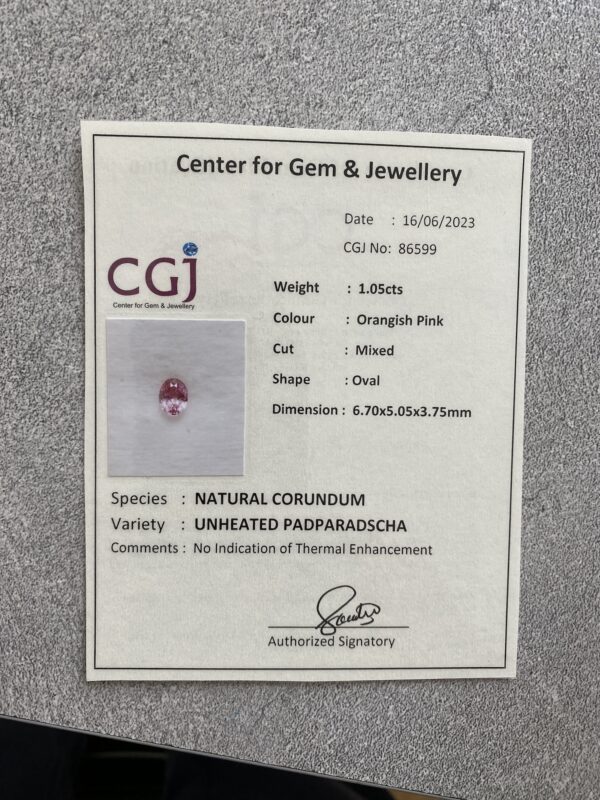 Center for Gem & Jewellery
Date : 16/06/2023
CGJ No: 86599
CGJ
Center for Gem & Jewellery
Weight : 1.05cts
Colour : Orangish Pink
Cut : Mixed
Shape : Oval
Dimension : 6.70x5.05x3.75mm
Species : NATURAL CORUNDUM
Variety : UNHEATED PADPARADSCHA
Comments : No Indication of Thermal Enhancement
Authorized Signatory